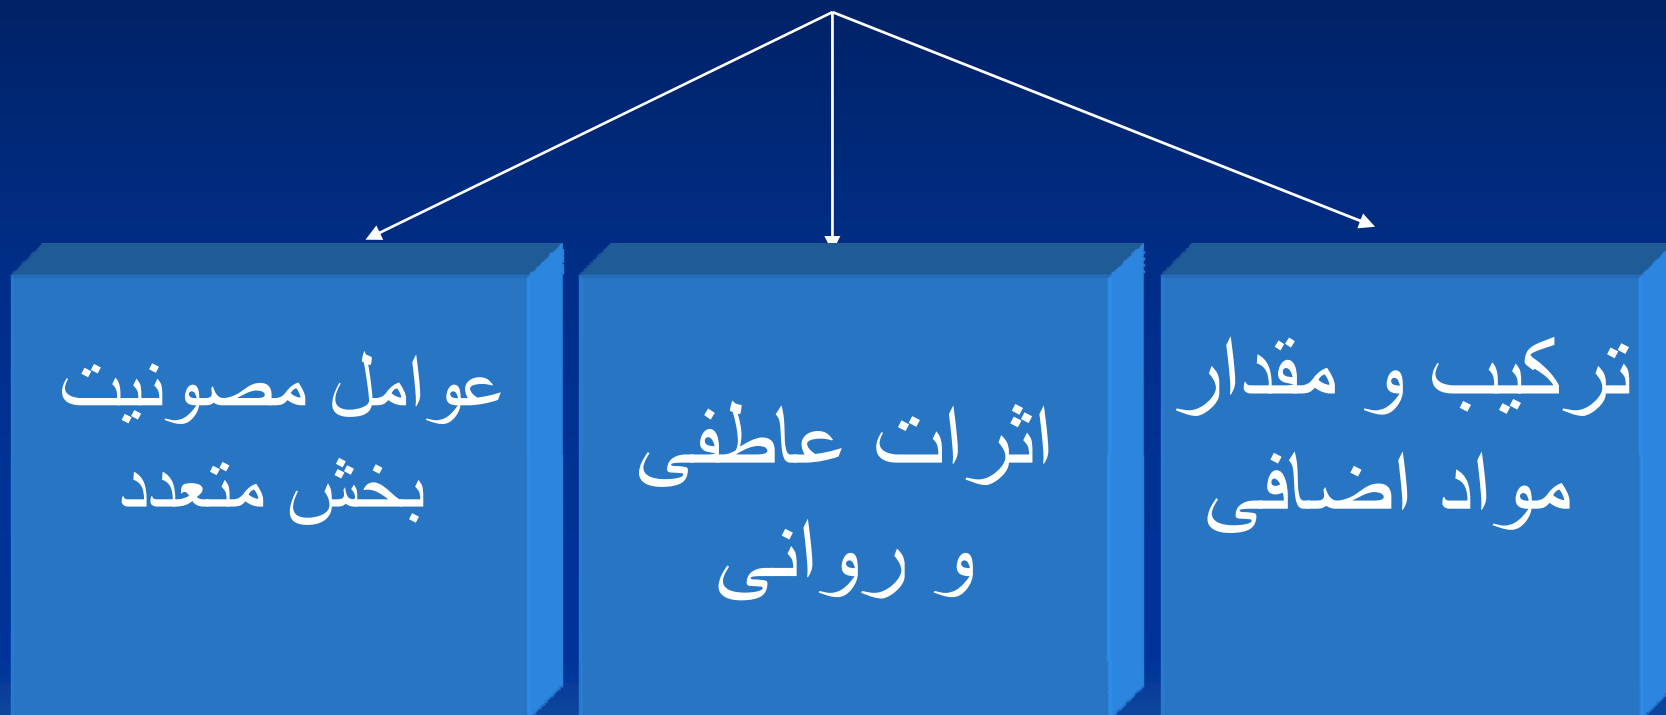 ترکیب و مقدار
مواد اضافی
اثرات عاطفی
و روانی
عوامل مصونیت
بخش متعدد